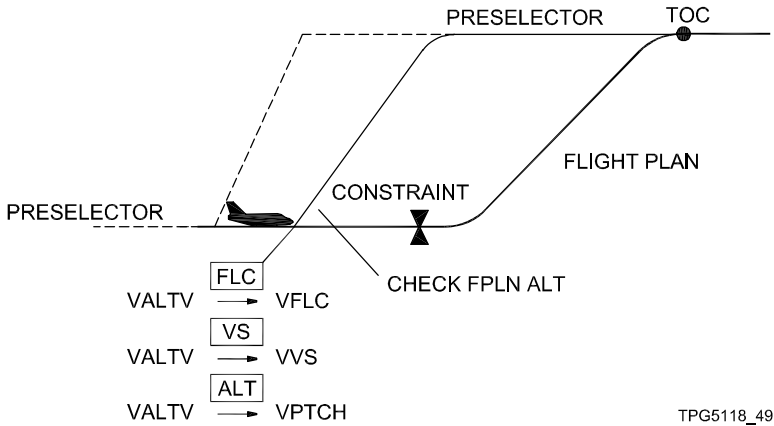 PRESELECTOR
TOC
FLIGHT PLAN
CONSTRAINT
PRESELECTOR
CHECK FPLN ALT
FLC
VALTV → VFLC
VS
VALTV → VVS
ALT
VALTV → VPTCH
TPG5118_49